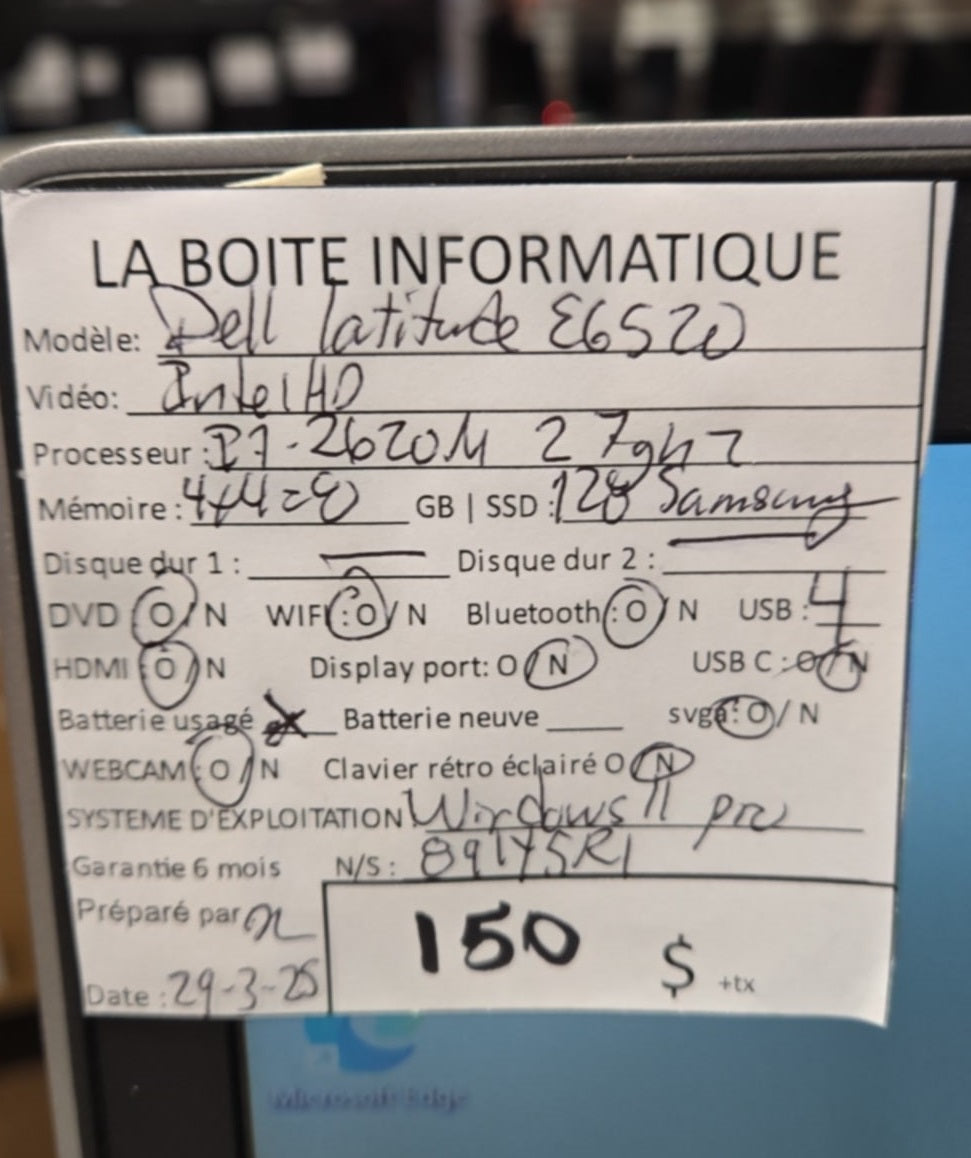 LA BOITE INFORMATIQUE
Modèle: Dell latitude E6520
Vidéo: Intel HD
Processeur : I7-2620M 2 7ghz
Mémoire : 4+4=8 GB | SSD : 128 Samsung
Disque dur 1 : — Disque dur 2 : —
DVD O/N WIFI : O/N Bluetooth : O/N USB : 4
HDMI : O/N Display port: O/N USB C : O/N
Batterie usagé X Batterie neuve ____ svga : O/N
WEBCAM : O/N Clavier rétro éclairé O/N
SYSTEME D'EXPLOITATION Windows 11 pro
Garantie 6 mois N/S :
Préparé par
150 $ +tx
Date : 29-3-25
Microsoft Edge